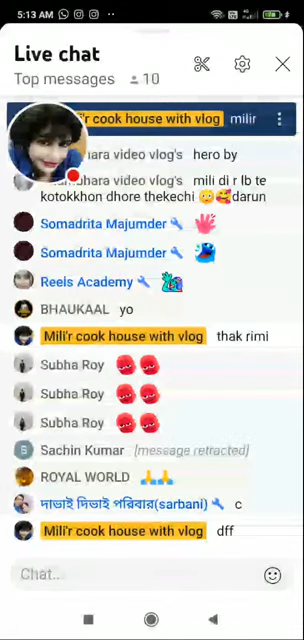 5:13 AM
Live chat
Top messages 10
i'r cook house with vlog milir
hara video vlog's hero by
hara video vlog's mili di r lb te
kotokkhon dhore thekechi 😳🥰darun
Somadrita Majumder
Somadrita Majumder
Reels Academy
BHAUKAAL yo
Mili'r cook house with vlog thak rimi
Subha Roy
Subha Roy
Subha Roy
S Sachin Kumar [message retracted]
ROYAL WORLD 🙏🙏
দাভাই দিভাই পরিবার(sarbani) c
Mili'r cook house with vlog dff
Chat...